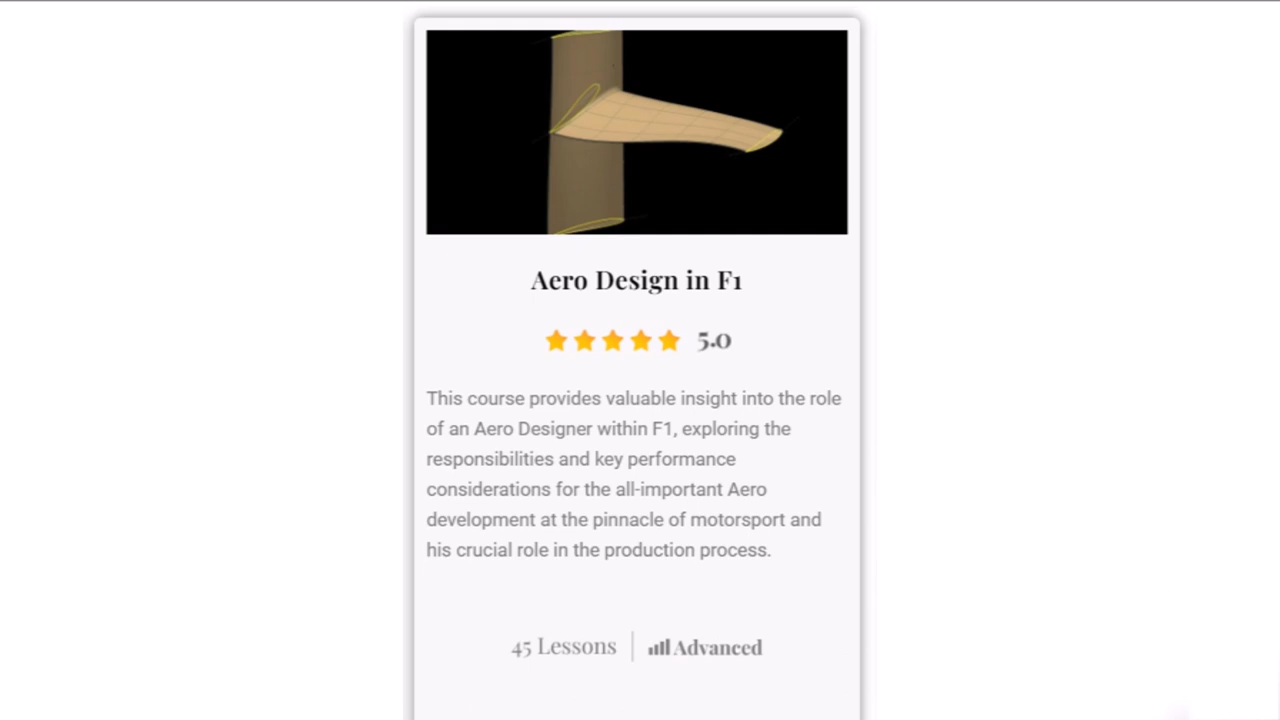 Aero Design in F1
5.0
This course provides valuable insight into the role
of an Aero Designer within F1, exploring the
responsibilities and key performance
considerations for the all-important Aero
development at the pinnacle of motorsport and
his crucial role in the production process.
45 Lessons
Advanced